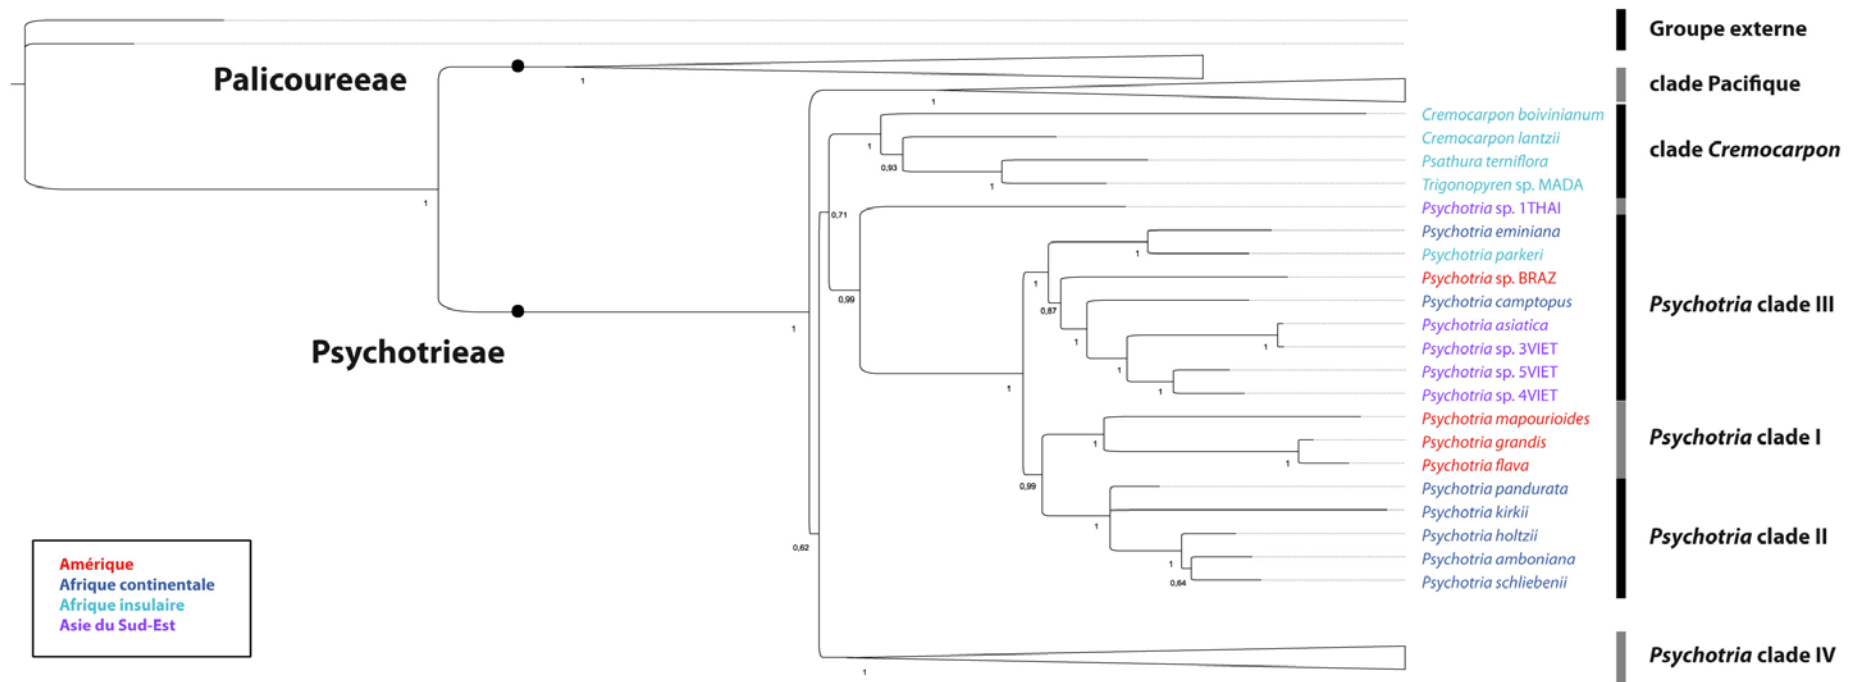 Groupe externe
Palicoureeae
1
clade Pacifique
1
Cremocarpon boivinianum
Cremocarpon lantzii
1
clade Cremocarpon
Psathura terniflora
0,93
Trigonopyren sp. MADA
1
1
Psychotria sp. 1THAI
0,71
Psychotria eminiana
Psychotria parkeri
1
Psychotria sp. BRAZ
1
0,99
Psychotria camptopus
Psychotria clade III
0,87
Psychotria asiatica
1
1
Psychotria sp. 3VIET
1
Psychotrieae
Psychotria sp. 5VIET
1
1
Psychotria sp. 4VIET
1
Psychotria mapourioides
Psychotria grandis
1
Psychotria clade I
Psychotria flava
1
0,99
Psychotria pandurata
Psychotria kirkii
1
Psychotria holtzii
Psychotria clade II
0,62
Psychotria amboniana
1
Psychotria schliebenii
0,64
Amérique
Afrique continentale
Afrique insulaire
Asie du Sud-Est
Psychotria clade IV
1